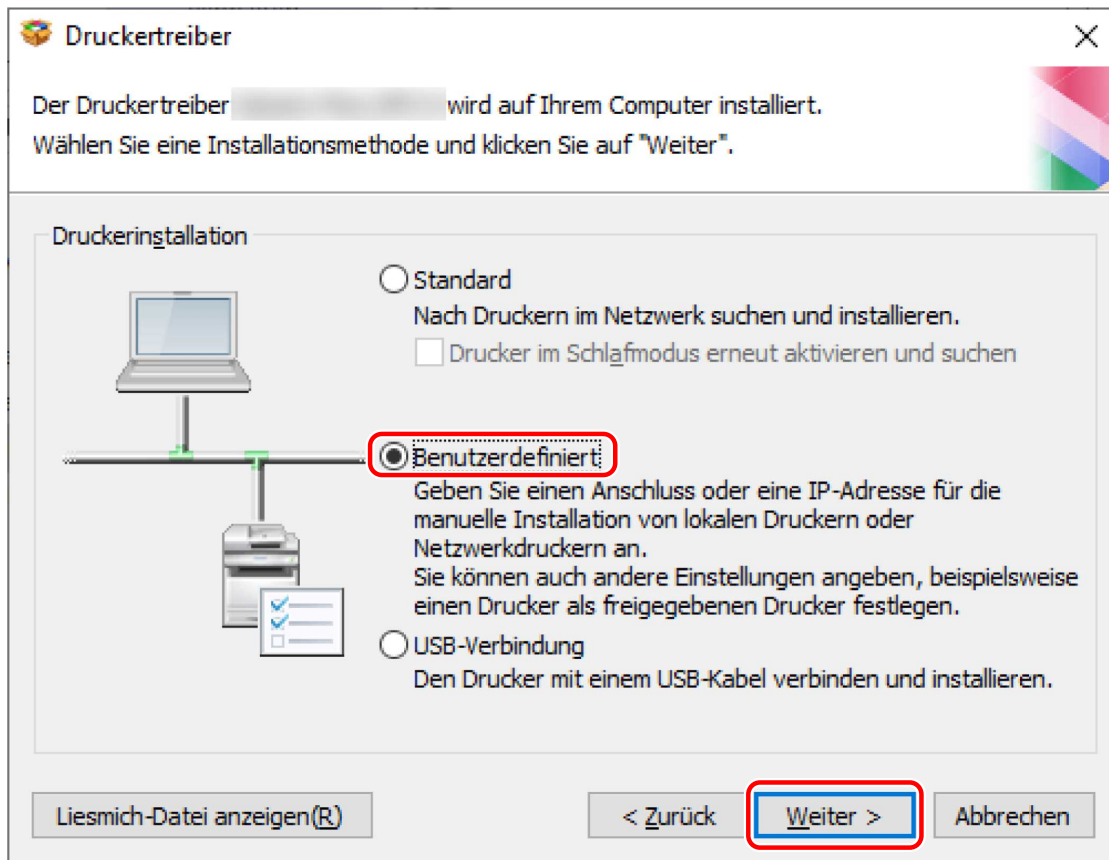 Druckertreiber
Der Druckertreiber wird auf Ihrem Computer installiert.
Wählen Sie eine Installationsmethode und klicken Sie auf "Weiter".
Druckerinstallation
Standard
Nach Druckern im Netzwerk suchen und installieren.
Drucker im Schlafmodus erneut aktivieren und suchen
Benutzerdefiniert
Geben Sie einen Anschluss oder eine IP-Adresse für die
manuelle Installation von lokalen Druckern oder
Netzwerkdruckern an.
Sie können auch andere Einstellungen angeben, beispielsweise
einen Drucker als freigegebenen Drucker festlegen.
USB-Verbindung
Den Drucker mit einem USB-Kabel verbinden und installieren.
Liesmich-Datei anzeigen(R)
< Zurück
Weiter >
Abbrechen